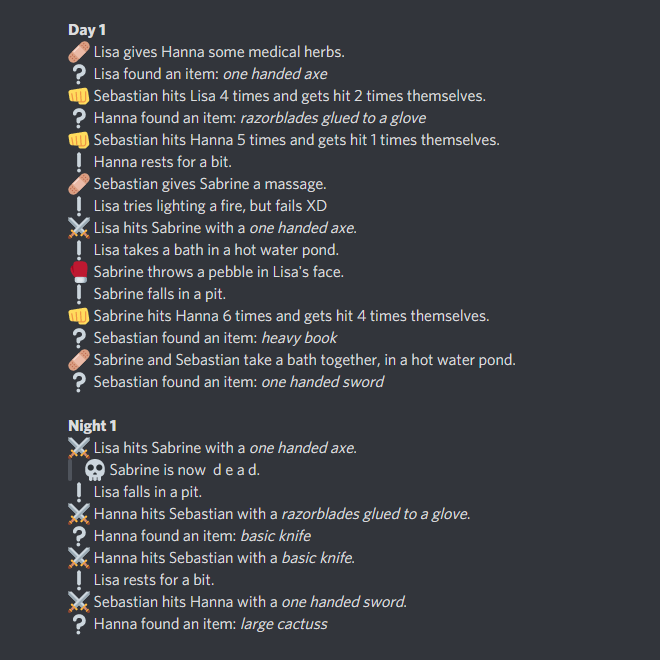 Day 1
Lisa gives Hanna some medical herbs.
Lisa found an item: one handed axe
Sebastian hits Lisa 4 times and gets hit 2 times themselves.
Hanna found an item: razorblades glued to a glove
Sebastian hits Hanna 5 times and gets hit 1 times themselves.
Hanna rests for a bit.
Sebastian gives Sabrine a massage.
Lisa tries lighting a fire, but fails XD
Lisa hits Sabrine with a one handed axe.
Lisa takes a bath in a hot water pond.
Sabrine throws a pebble in Lisa's face.
Sabrine falls in a pit.
Sabrine hits Hanna 6 times and gets hit 4 times themselves.
Sebastian found an item: heavy book
Sabrine and Sebastian take a bath together, in a hot water pond.
Sebastian found an item: one handed sword
Night 1
Lisa hits Sabrine with a one handed axe.
Sabrine is now d e a d.
Lisa falls in a pit.
Hanna hits Sebastian with a razorblades glued to a glove.
Hanna found an item: basic knife
Hanna hits Sebastian with a basic knife.
Lisa rests for a bit.
Sebastian hits Hanna with a one handed sword.
Hanna found an item: large cactuss